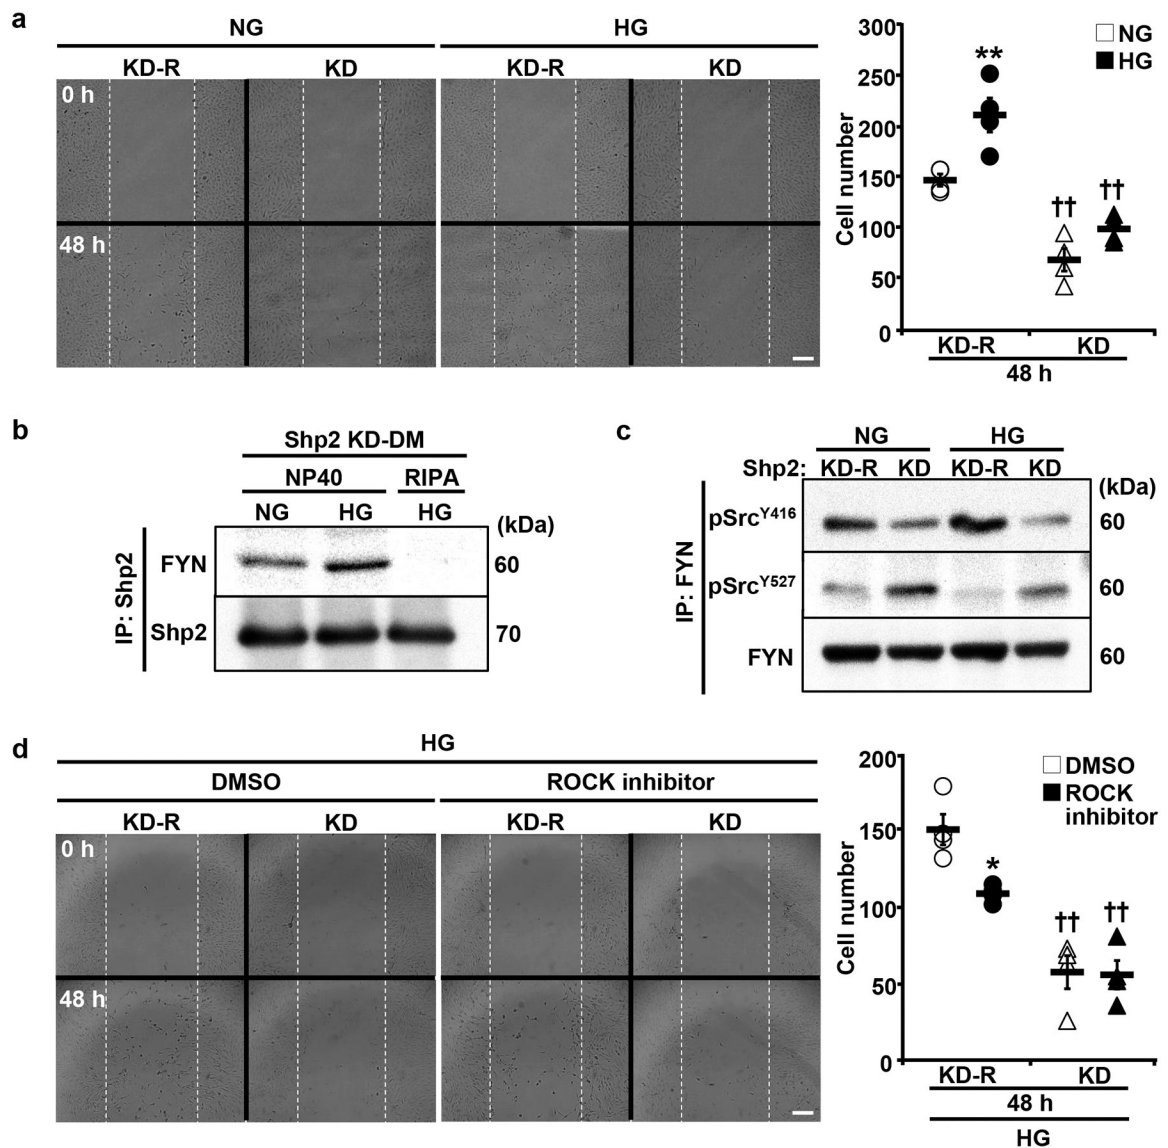 a
NG HG
KD-R KD KD-R KD
0 h
48 h
300
250
200
150
100
50
0
Cell number
NG
HG
**
†† ††
KD-R KD
48 h
b
Shp2 KD-DM
NP40 RIPA
NG HG HG (kDa)
IP: Shp2
FYN 60
Shp2 70
c
NG HG
Shp2: KD-R KD KD-R KD (kDa)
IP: FYN
pSrcY416 60
pSrcY527 60
FYN 60
d
HG
DMSO ROCK inhibitor
KD-R KD KD-R KD
0 h
48 h
200
150
100
50
0
Cell number
DMSO
ROCK
inhibitor
*
†† ††
KD-R KD
48 h
HG